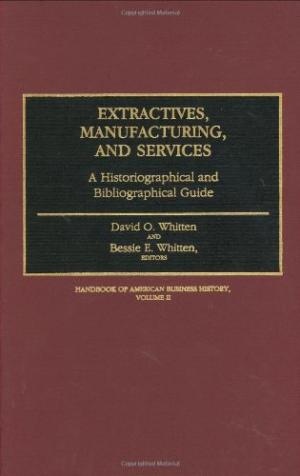 EXTRACTIVES,
MANUFACTURING,
AND SERVICES
A Historiographical and
Bibliographical Guide
David O. Whitten
AND
Bessie E. Whitten,
EDITORS
HANDBOOK OF AMERICAN BUSINESS HISTORY,
VOLUME II